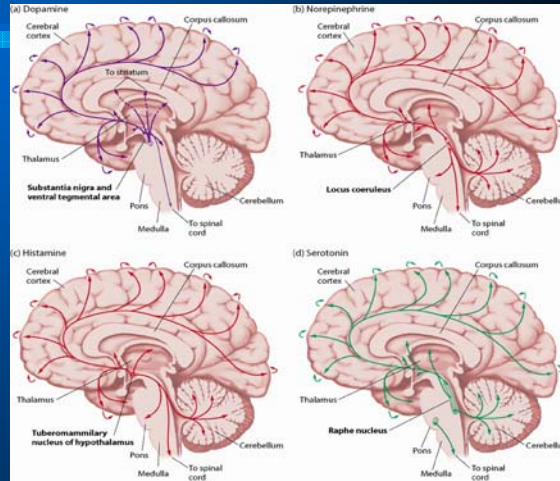 (a) Dopamine
Corpus callosum
Cerebral
cortex
To striatum
Thalamus
Substantia nigra and
ventral tegmental area
Pons
Medulla
To spinal
cord
Cerebellum
(b) Norepinephrine
Corpus callosum
Cerebral
cortex
Thalamus
Locus coeruleus
Pons
Medulla
To spinal
cord
Cerebellum
(c) Histamine
Corpus callosum
Cerebral
cortex
Thalamus
Tuberomammilary
nucleus of hypothalamus
Pons
Medulla
To spinal
cord
Cerebellum
(d) Serotonin
Corpus callosum
Cerebral
cortex
Thalamus
Raphe nucleus
Pons
Medulla
To spinal
cord
Cerebellum